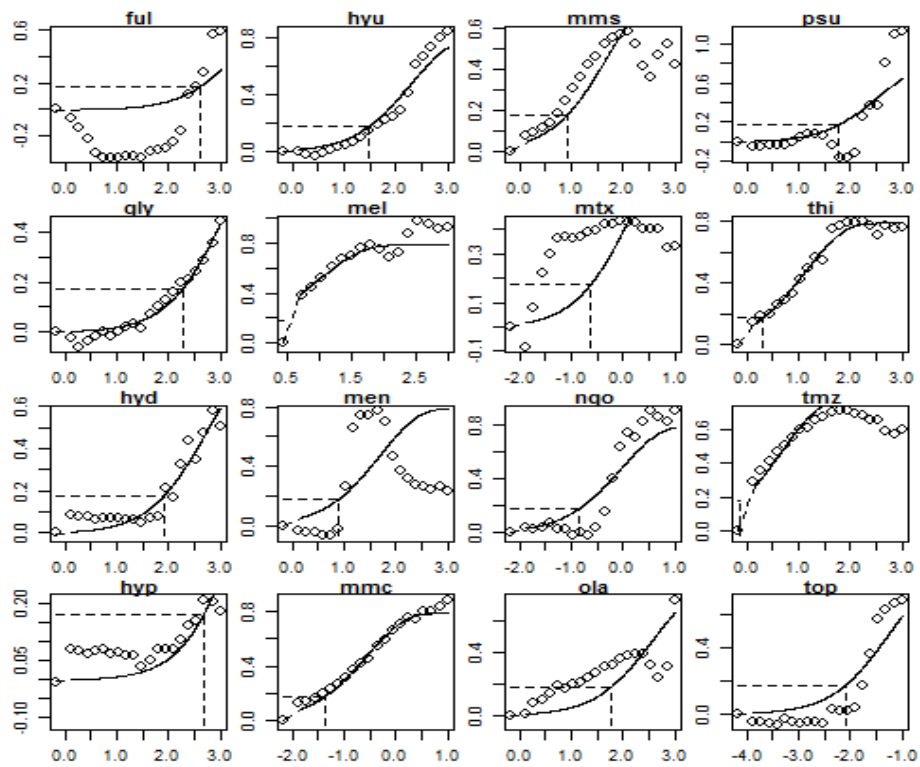 ful hyu mms psu
0.6 0.2 -0.2
0.8 0.4 0.0
0.6 0.4 0.2 0.0
1.0 0.6 0.2 -0.2
0.0 1.0 2.0 3.0
0.0 1.0 2.0 3.0
0.0 1.0 2.0 3.0
0.0 1.0 2.0 3.0
gly mel mtx thi
0.4 0.2 0.0
0.8 0.4 0.0
0.3 0.1 -0.1
0.8 0.4 0.0
0.0 1.0 2.0 3.0
0.5 1.5 2.5
-2.0 -1.0 0.0 1.0
0.0 1.0 2.0 3.0
hyd men nqo tmz
0.6 0.4 0.2 0.0
0.8 0.4 0.0
0.8 0.4 0.0
0.6 0.4 0.2 0.0
0.0 1.0 2.0 3.0
0.0 1.0 2.0 3.0
-2.0 -1.0 0.0 1.0
0.0 1.0 2.0 3.0
hyp mmc ola top
0.20 0.05 -0.10
0.8 0.4 0.0
0.4 0.0
0.4 0.0
0.0 1.0 2.0 3.0
-2.0 -1.0 0.0 1.0
0.0 1.0 2.0 3.0
-4.0 -3.0 -2.0 -1.0